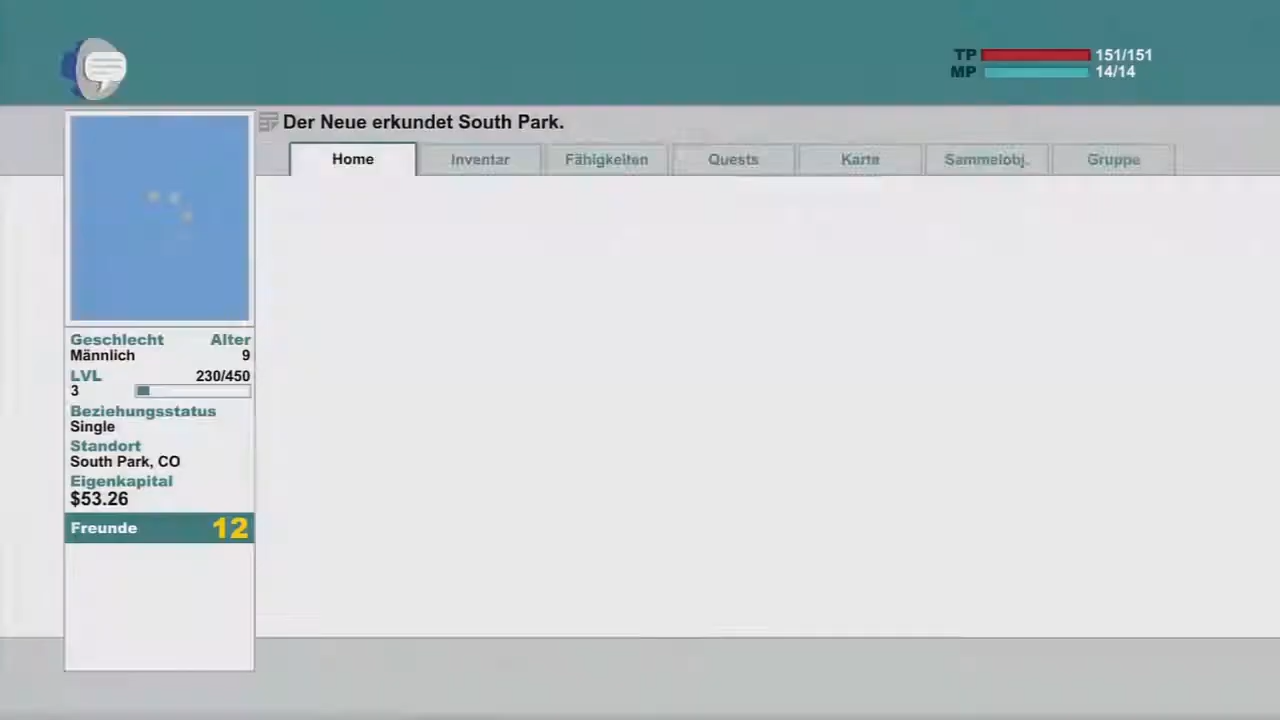 TP 151/151
MP 14/14
Der Neue erkundet South Park.
Home Inventar Fähigkeiten Quests Karte Sammelobj. Gruppe
Geschlecht Alter
Männlich 9
LVL 230/450
3
Beziehungsstatus
Single
Standort
South Park, CO
Eigenkapital
$53.26
Freunde 12